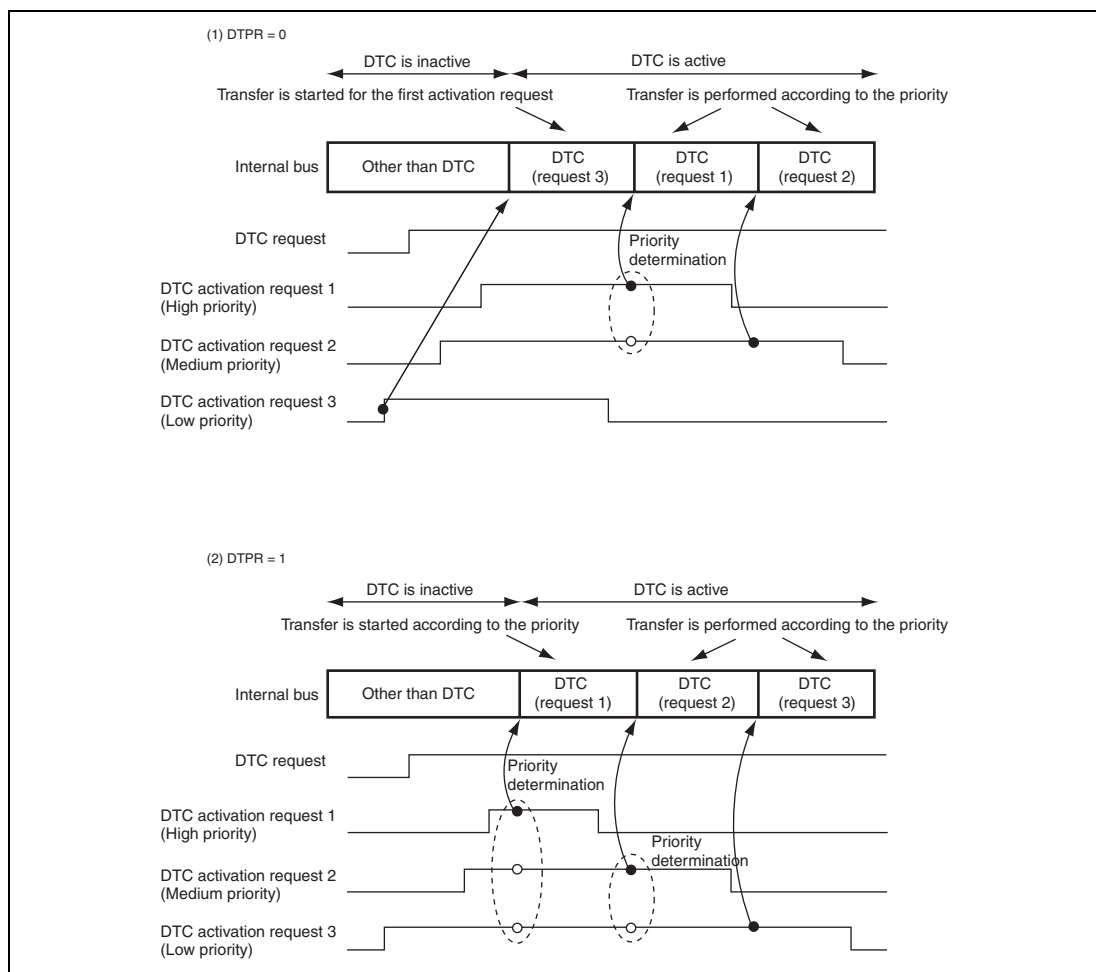 (1) DTPR = 0
DTC is inactive
DTC is active
Transfer is started for the first activation request
Transfer is performed according to the priority
Internal bus
Other than DTC
DTC
(request 3)
DTC
(request 1)
DTC
(request 2)
DTC request
Priority
determination
DTC activation request 1
(High priority)
DTC activation request 2
(Medium priority)
DTC activation request 3
(Low priority)
(2) DTPR = 1
DTC is inactive
DTC is active
Transfer is started according to the priority
Transfer is performed according to the priority
Internal bus
Other than DTC
DTC
(request 1)
DTC
(request 2)
DTC
(request 3)
DTC request
Priority
determination
DTC activation request 1
(High priority)
Priority
determination
DTC activation request 2
(Medium priority)
DTC activation request 3
(Low priority)